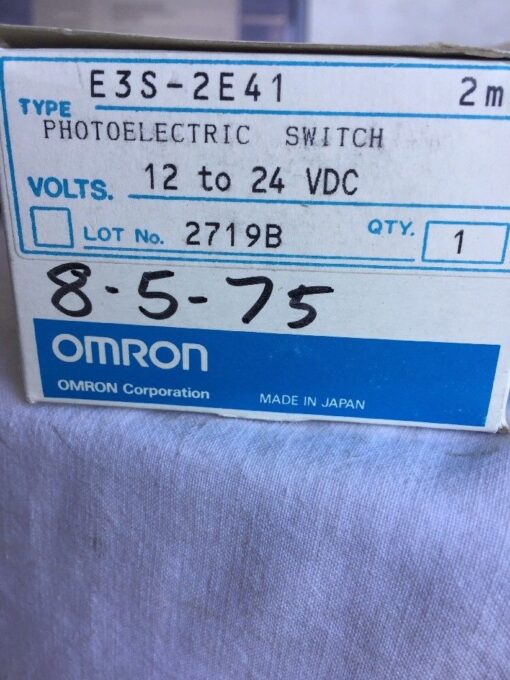 E3S-2E41 2m
TYPE
PHOTOELECTRIC SWITCH
VOLTS. 12 to 24 VDC
LOT No. 2719B QTY. 1
8-5-75
OMRON
OMRON Corporation MADE IN JAPAN